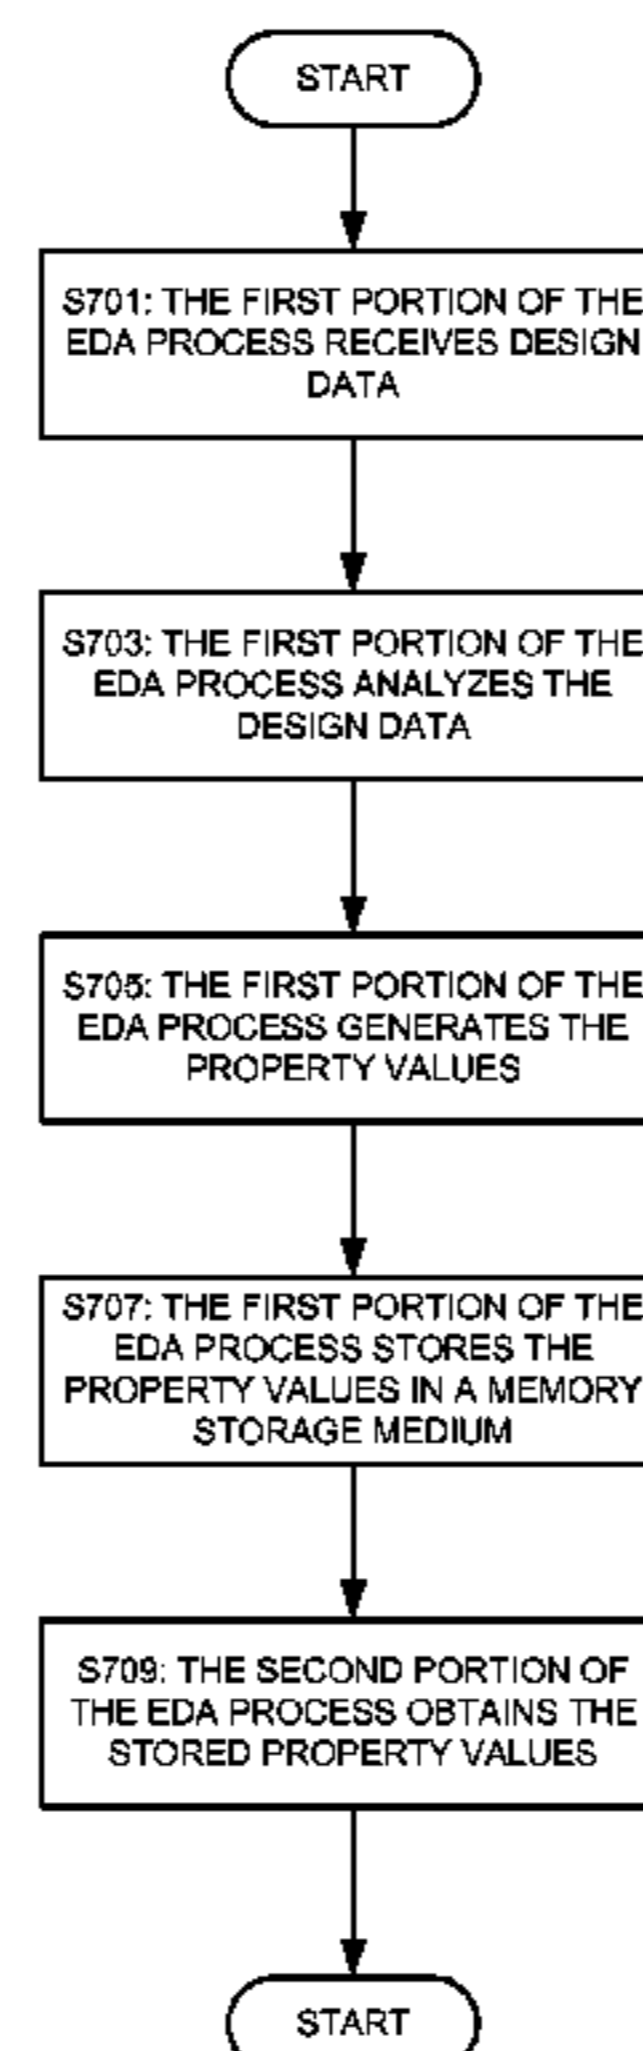 START
S701: THE FIRST PORTION OF THE
EDA PROCESS RECEIVES DESIGN
DATA
S703: THE FIRST PORTION OF THE
EDA PROCESS ANALYZES THE
DESIGN DATA
S705: THE FIRST PORTION OF THE
EDA PROCESS GENERATES THE
PROPERTY VALUES
S707: THE FIRST PORTION OF THE
EDA PROCESS STORES THE
PROPERTY VALUES IN A MEMORY
STORAGE MEDIUM
S709: THE SECOND PORTION OF
THE EDA PROCESS OBTAINS THE
STORED PROPERTY VALUES
START